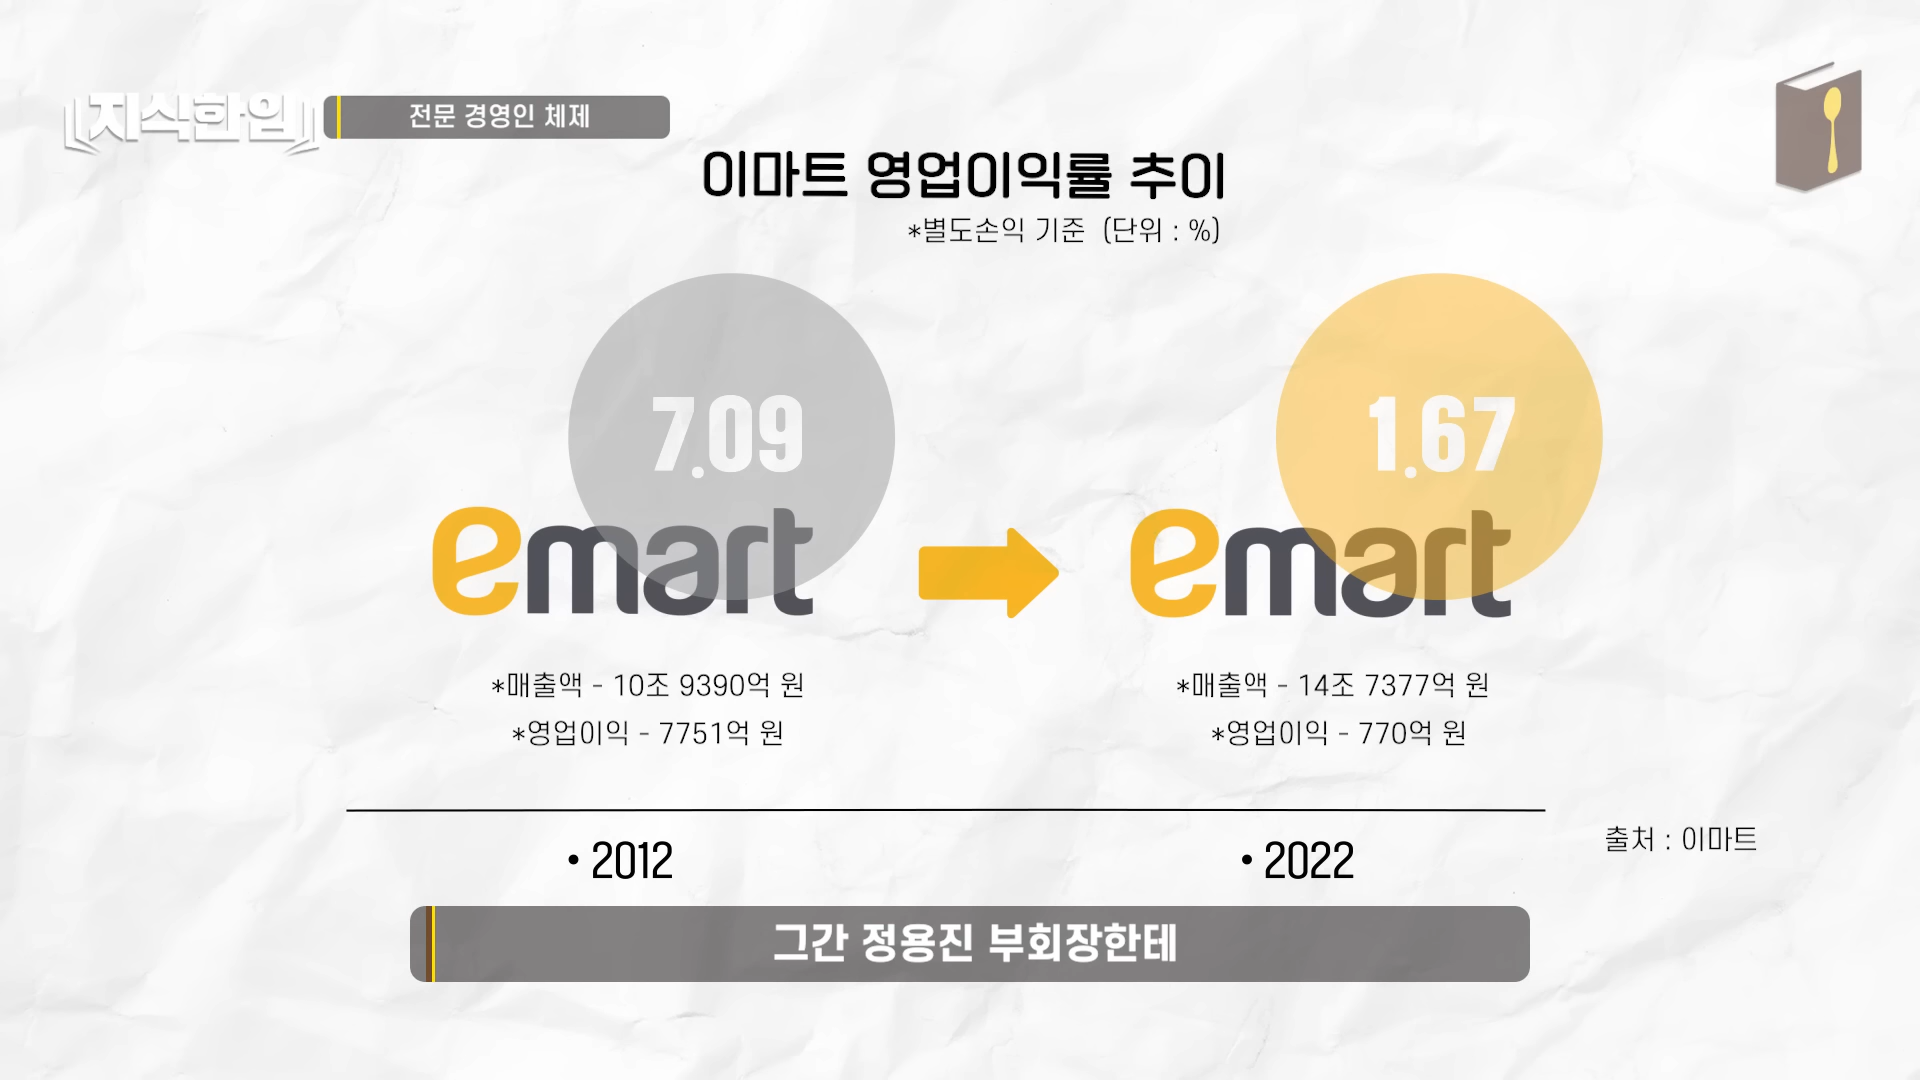 지식한입
전문 경영인 체제
이마트 영업이익률 추이
*별도손익 기준 (단위 : %)
7.09
1.67
emart
emart
*매출액 - 10조 9390억 원
*영업이익 - 7751억 원
*매출액 - 14조 7377억 원
*영업이익 - 770억 원
• 2012
• 2022
출처 : 이마트
그간 정용진 부회장한테